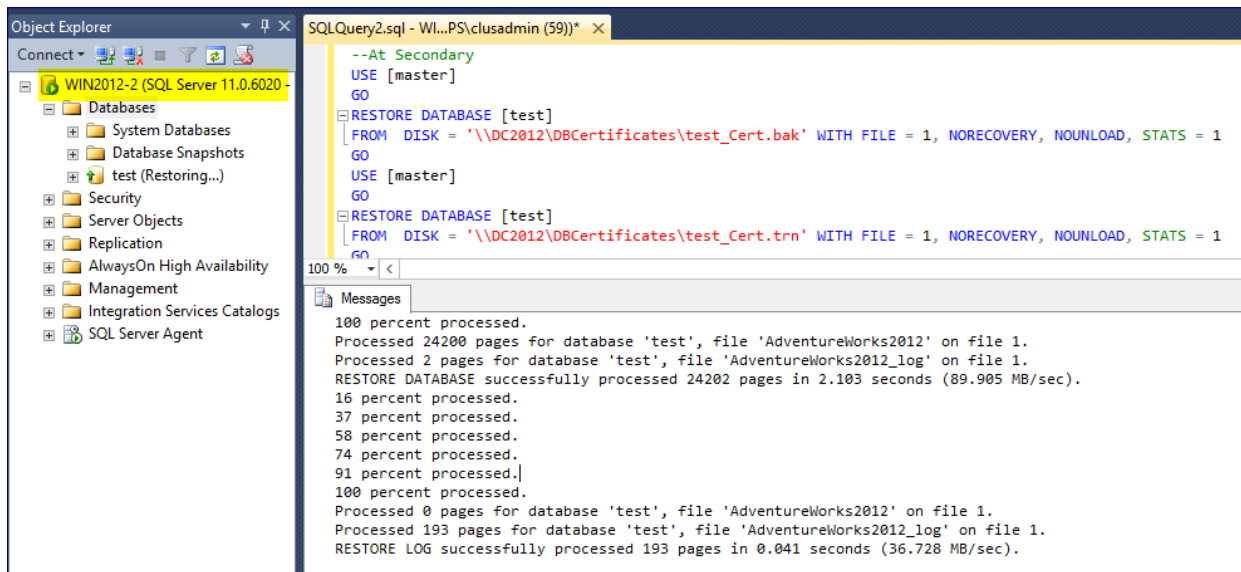 Object Explorer
Connect
WIN2012-2 (SQL Server 11.0.6020 -
Databases
System Databases
Database Snapshots
test (Restoring...)
Security
Server Objects
Replication
AlwaysOn High Availability
Management
Integration Services Catalogs
SQL Server Agent
SQLQuery2.sql - WI...PS\clusadmin (59))*
--At Secondary
USE [master]
GO
RESTORE DATABASE [test]
FROM DISK = '\\DC2012\DBCertificates\test_Cert.bak' WITH FILE = 1, NORECOVERY, NOUNLOAD, STATS = 1
GO
USE [master]
GO
RESTORE DATABASE [test]
FROM DISK = '\\DC2012\DBCertificates\test_Cert.trn' WITH FILE = 1, NORECOVERY, NOUNLOAD, STATS = 1
GO
100 %
Messages
100 percent processed.
Processed 24200 pages for database 'test', file 'AdventureWorks2012' on file 1.
Processed 2 pages for database 'test', file 'AdventureWorks2012_log' on file 1.
RESTORE DATABASE successfully processed 24202 pages in 2.103 seconds (89.905 MB/sec).
16 percent processed.
37 percent processed.
58 percent processed.
74 percent processed.
91 percent processed.
100 percent processed.
Processed 0 pages for database 'test', file 'AdventureWorks2012' on file 1.
Processed 193 pages for database 'test', file 'AdventureWorks2012_log' on file 1.
RESTORE LOG successfully processed 193 pages in 0.041 seconds (36.728 MB/sec).